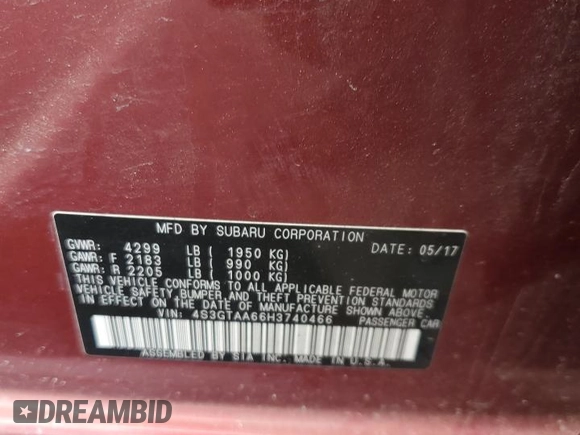 MFD BY SUBARU CORPORATION DATE: 05/17
GVWR: 4299 LB ( 1950 KG)
GAWR: F 2183 LB ( 990 KG)
GAWR: R 2205 LB ( 1000 KG)
THIS VEHICLE CONFORMS TO ALL APPLICABLE FEDERAL MOTOR
VEHICLE SAFETY BUMPER AND THEFT PREVENTION STANDARDS
IN EFFECT ON THE DATE OF MANUFACTURE SHOWN ABOVE.
VIN: 4S3GTAA66H3740466 PASSENGER CAR
ASSEMBLED BY SIA INC. MADE IN U.S.A.
DREAMBID